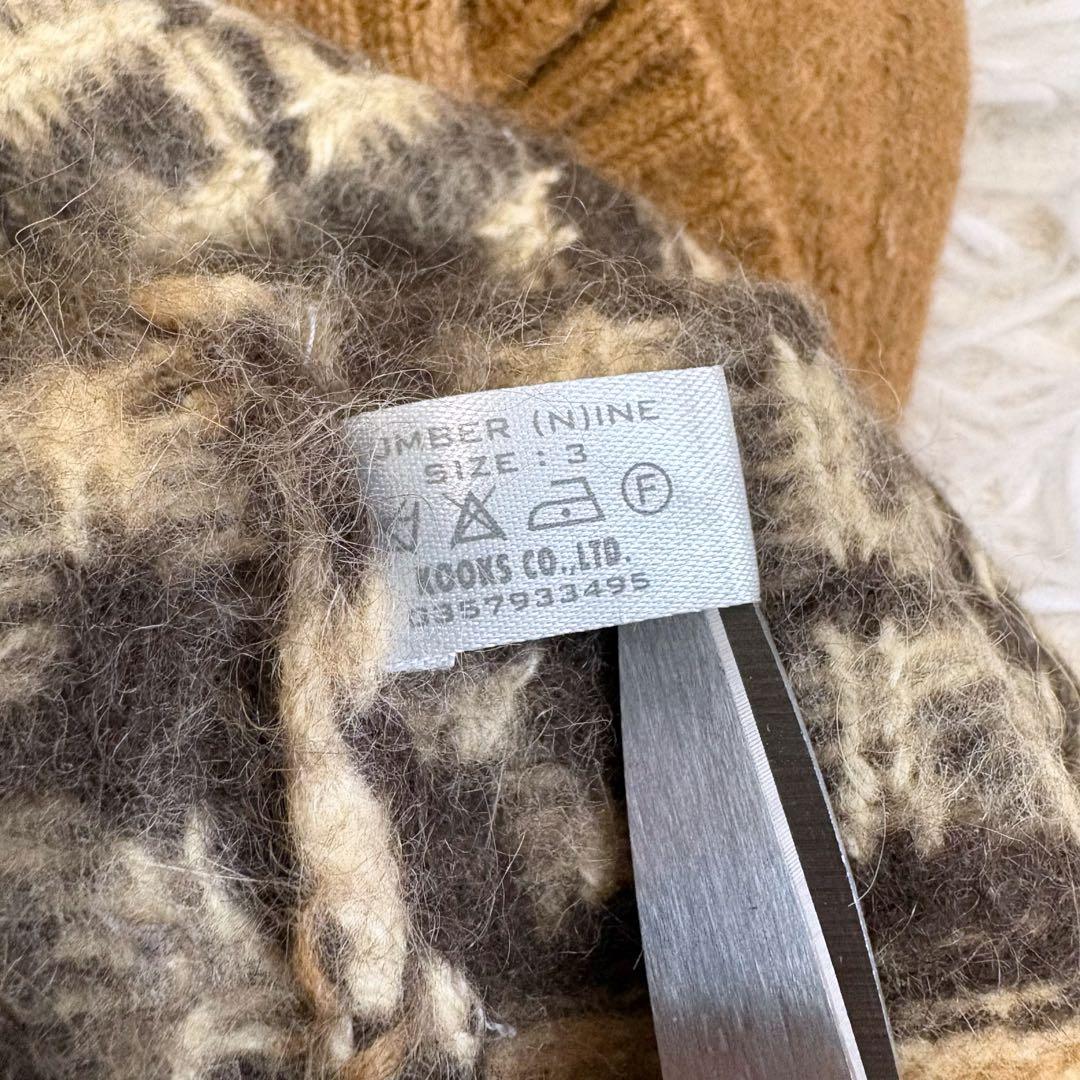 UMBER (N)INE
SIZE : 3
F
KOOKS CO.,LTD.
0357933495